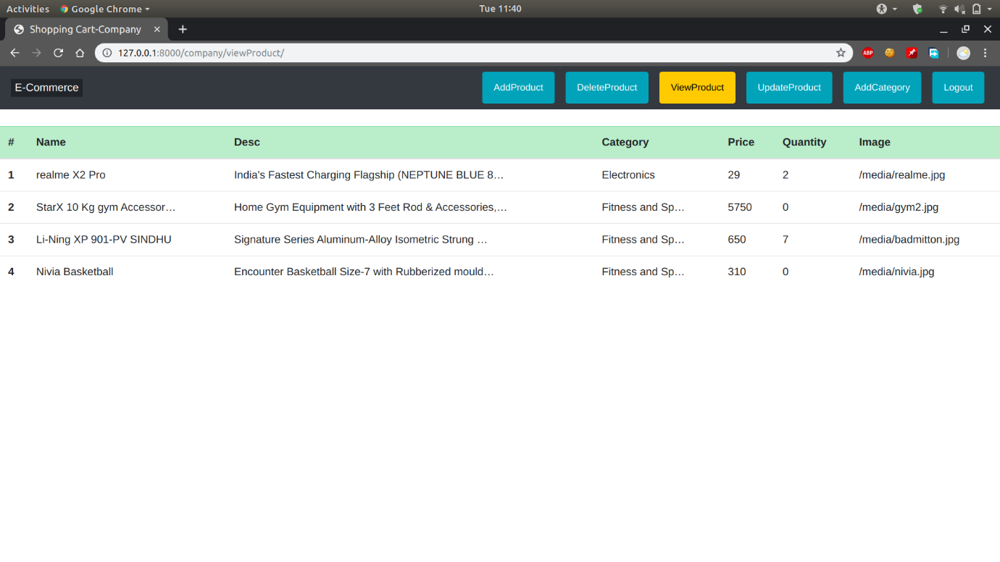 Activities Google Chrome Tue 11:40
Shopping Cart-Company
127.0.0.1:8000/company/viewProduct/ ABP
E-Commerce AddProduct DeleteProduct ViewProduct UpdateProduct AddCategory Logout
# Name Desc Category Price Quantity Image
1 realme X2 Pro India's Fastest Charging Flagship (NEPTUNE BLUE 8… Electronics 29 2 /media/realme.jpg
2 StarX 10 Kg gym Accessor… Home Gym Equipment with 3 Feet Rod & Accessories,… Fitness and Sp… 5750 0 /media/gym2.jpg
3 Li-Ning XP 901-PV SINDHU Signature Series Aluminum-Alloy Isometric Strung … Fitness and Sp… 650 7 /media/badmitton.jpg
4 Nivia Basketball Encounter Basketball Size-7 with Rubberized mould… Fitness and Sp… 310 0 /media/nivia.jpg